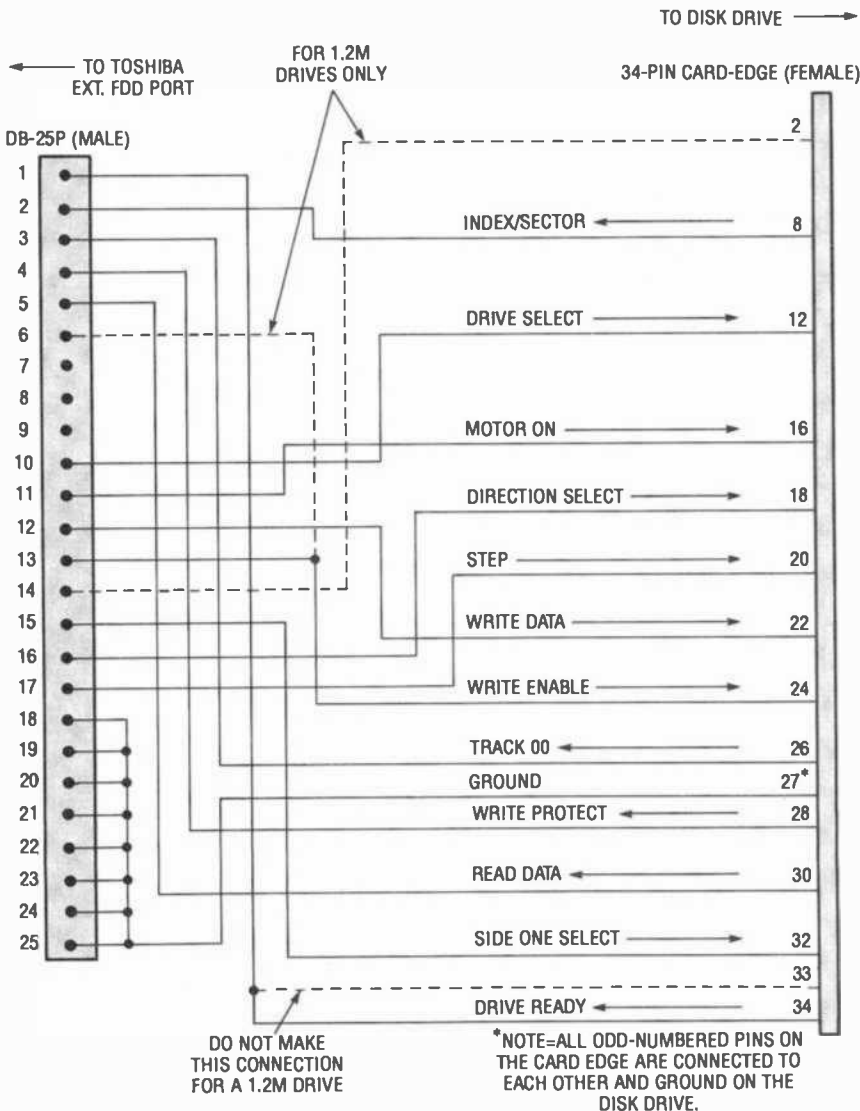 TO DISK DRIVE
TO TOSHIBA
EXT. FDD PORT
FOR 1.2M
DRIVES ONLY
34-PIN CARD-EDGE (FEMALE)
DB-25P (MALE)
1
2
3
4
5
6
7
8
9
10
11
12
13
14
15
16
17
18
19
20
21
22
23
24
25
2
INDEX/SECTOR 8
DRIVE SELECT 12
MOTOR ON 16
DIRECTION SELECT 18
STEP 20
WRITE DATA 22
WRITE ENABLE 24
TRACK 00 26
GROUND 27*
WRITE PROTECT 28
READ DATA 30
SIDE ONE SELECT 32
33
DRIVE READY 34
DO NOT MAKE
THIS CONNECTION
FOR A 1.2M DRIVE
*NOTE=ALL ODD-NUMBERED PINS ON
THE CARD EDGE ARE CONNECTED TO
EACH OTHER AND GROUND ON THE
DISK DRIVE.